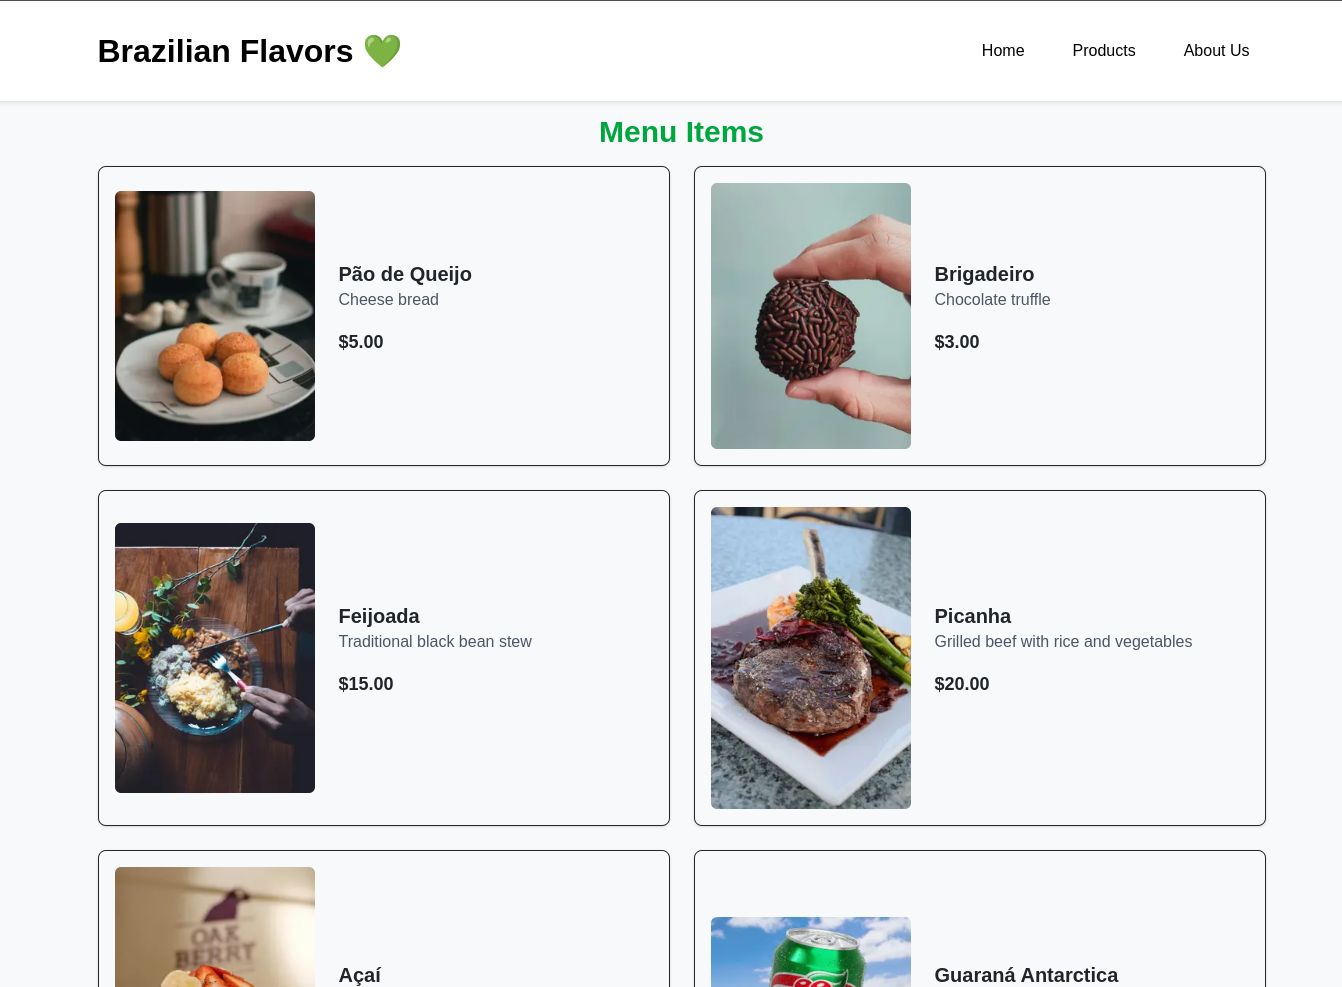 Brazilian Flavors 💚
Home
Products
About Us
Menu Items
Pão de Queijo
Cheese bread
$5.00
Brigadeiro
Chocolate truffle
$3.00
Feijoada
Traditional black bean stew
$15.00
Picanha
Grilled beef with rice and vegetables
$20.00
OAK
BERRY
Açaí
Guaraná Antarctica